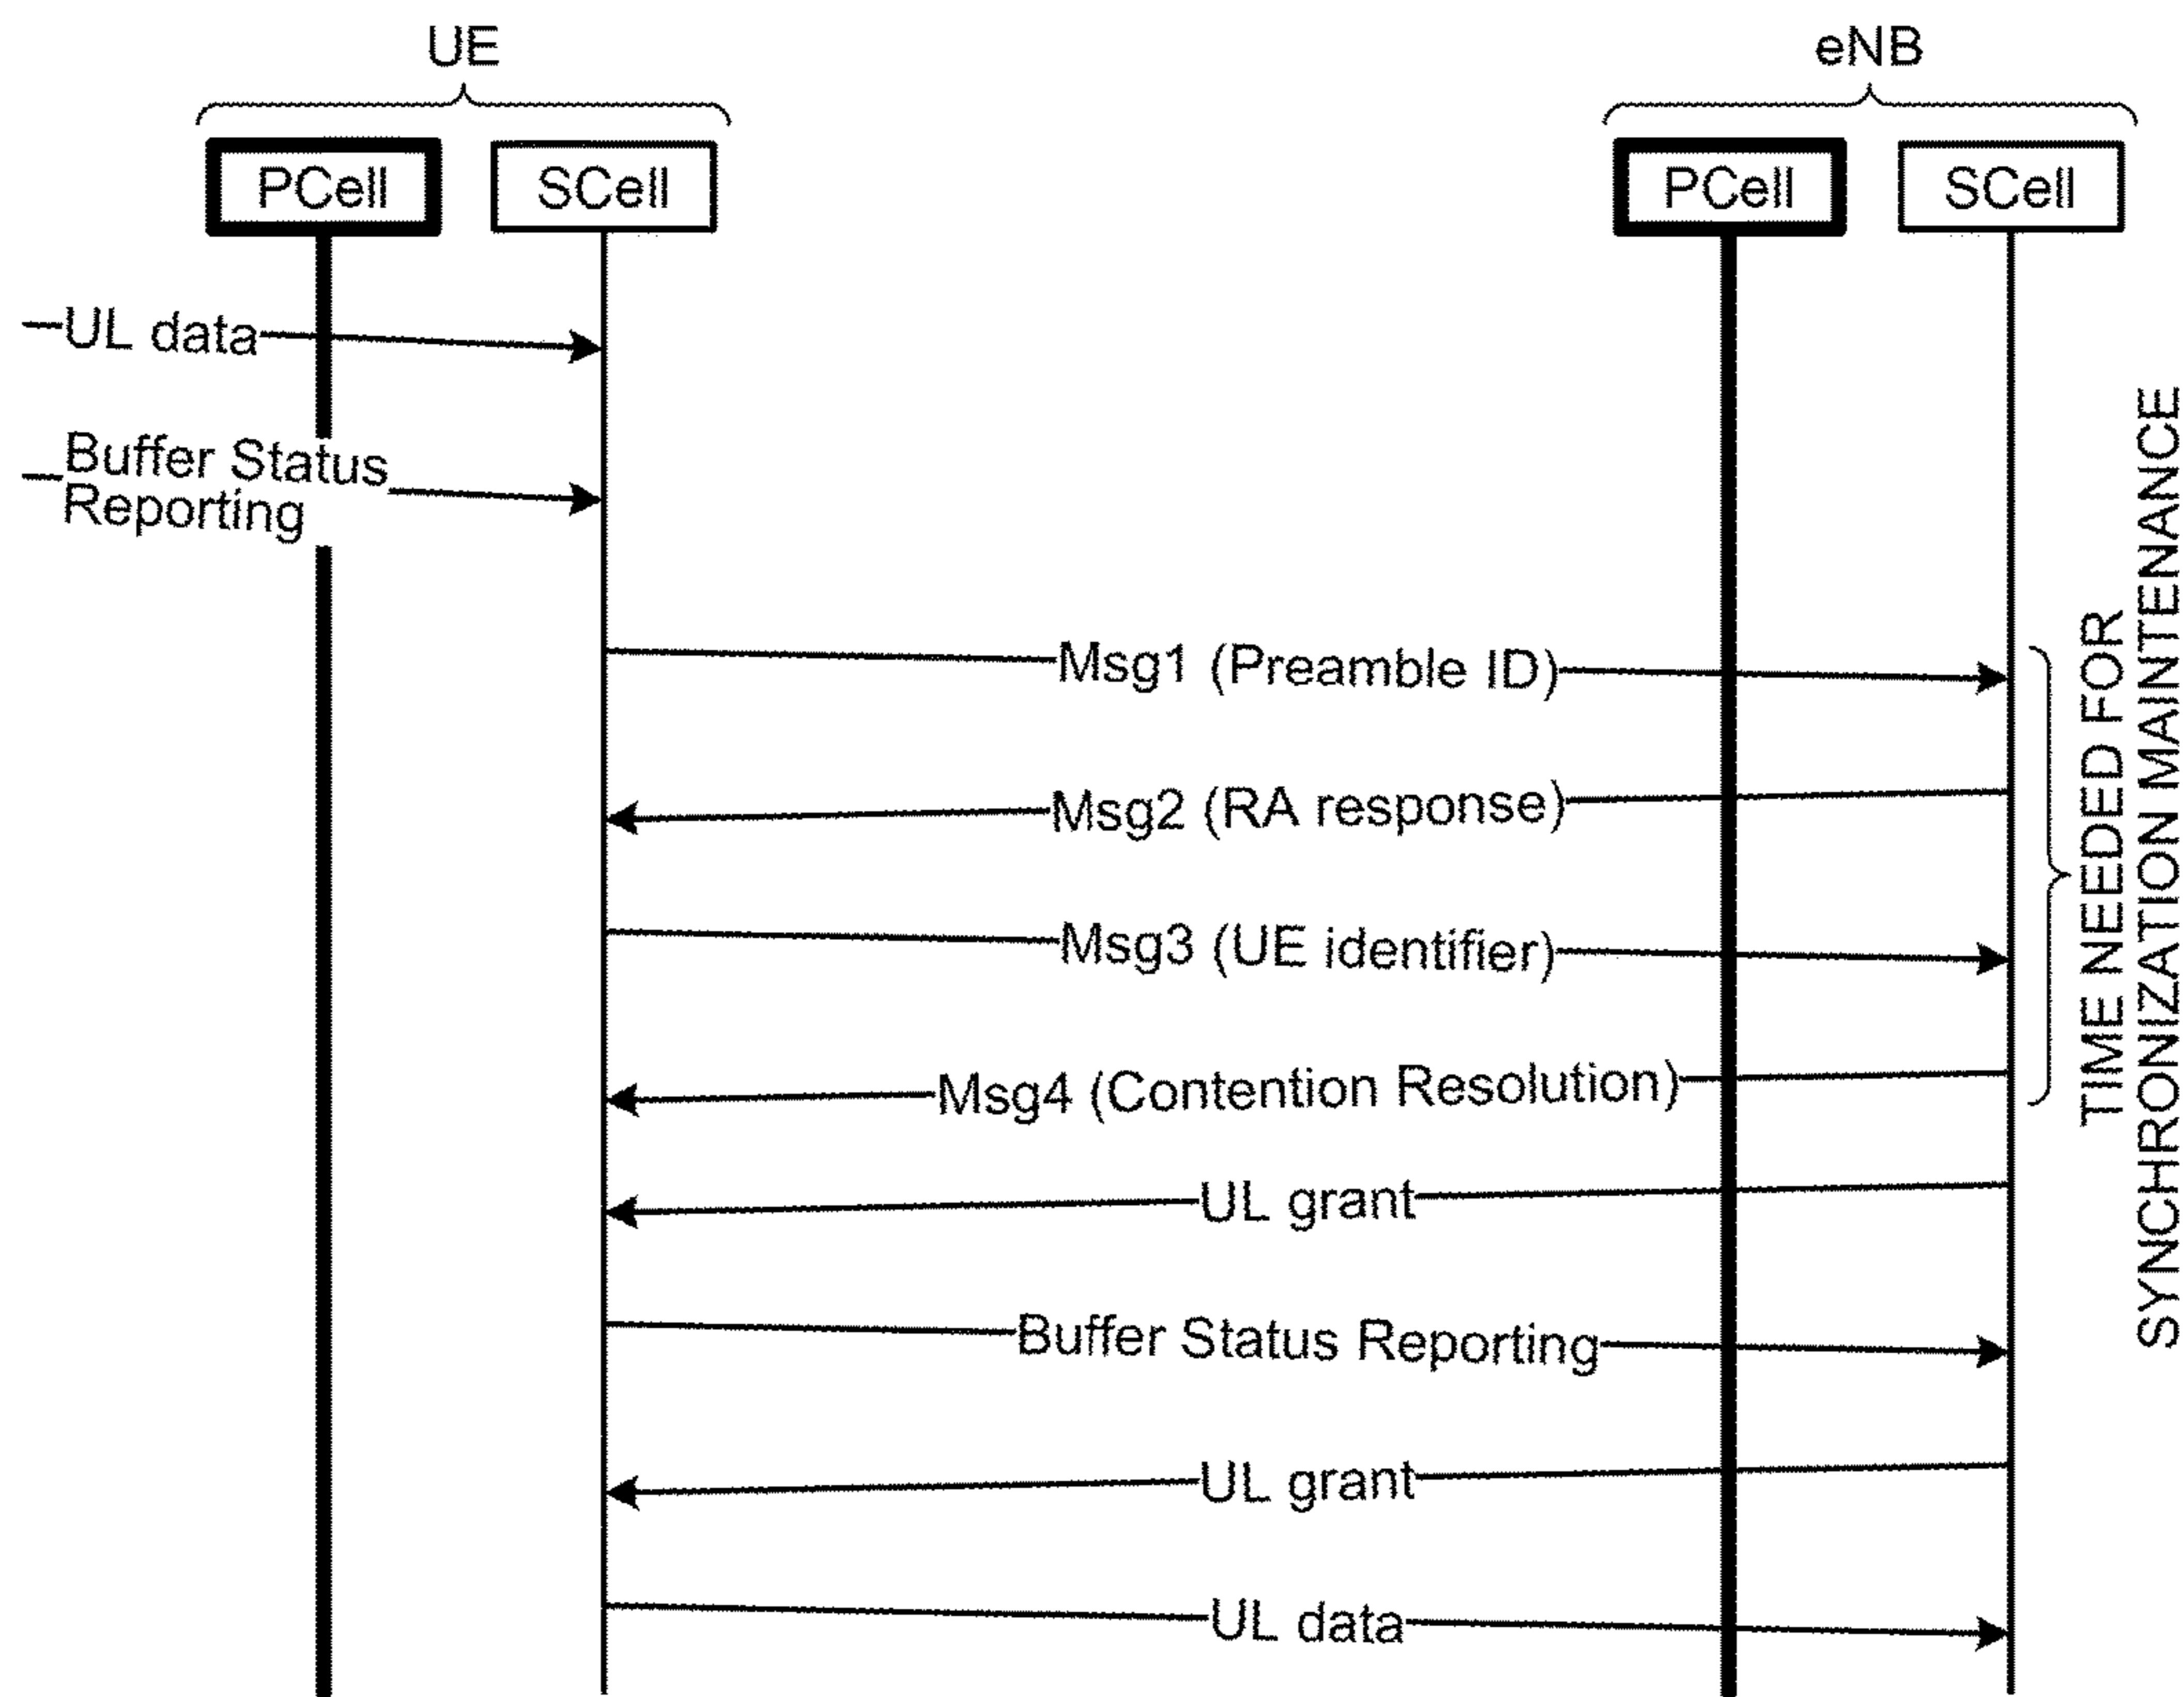 UE
eNB
PCell
SCell
PCell
SCell
UL data
Buffer Status
Reporting
Msg1 (Preamble ID)
Msg2 (RA response)
Msg3 (UE identifier)
Msg4 (Contention Resolution)
UL grant
Buffer Status Reporting
UL grant
UL data
TIME NEEDED FOR
SYNCHRONIZATION MAINTENANCE